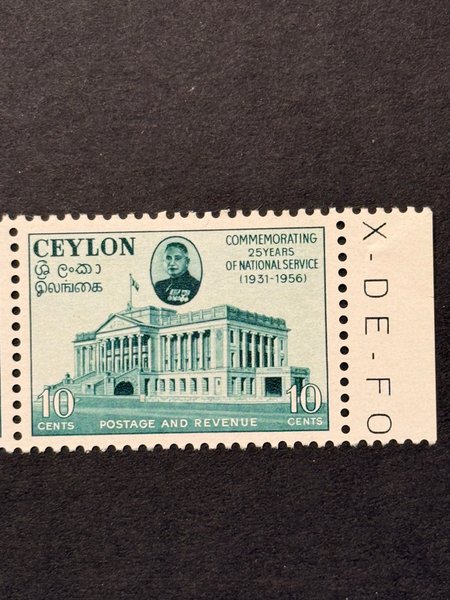 CEYLON
ශ්‍රී ලංකා
இலங்கை
COMMEMORATING
25 YEARS
OF NATIONAL SERVICE
(1931-1956)
10
CENTS
POSTAGE AND REVENUE
10
CENTS
X-DE-FO